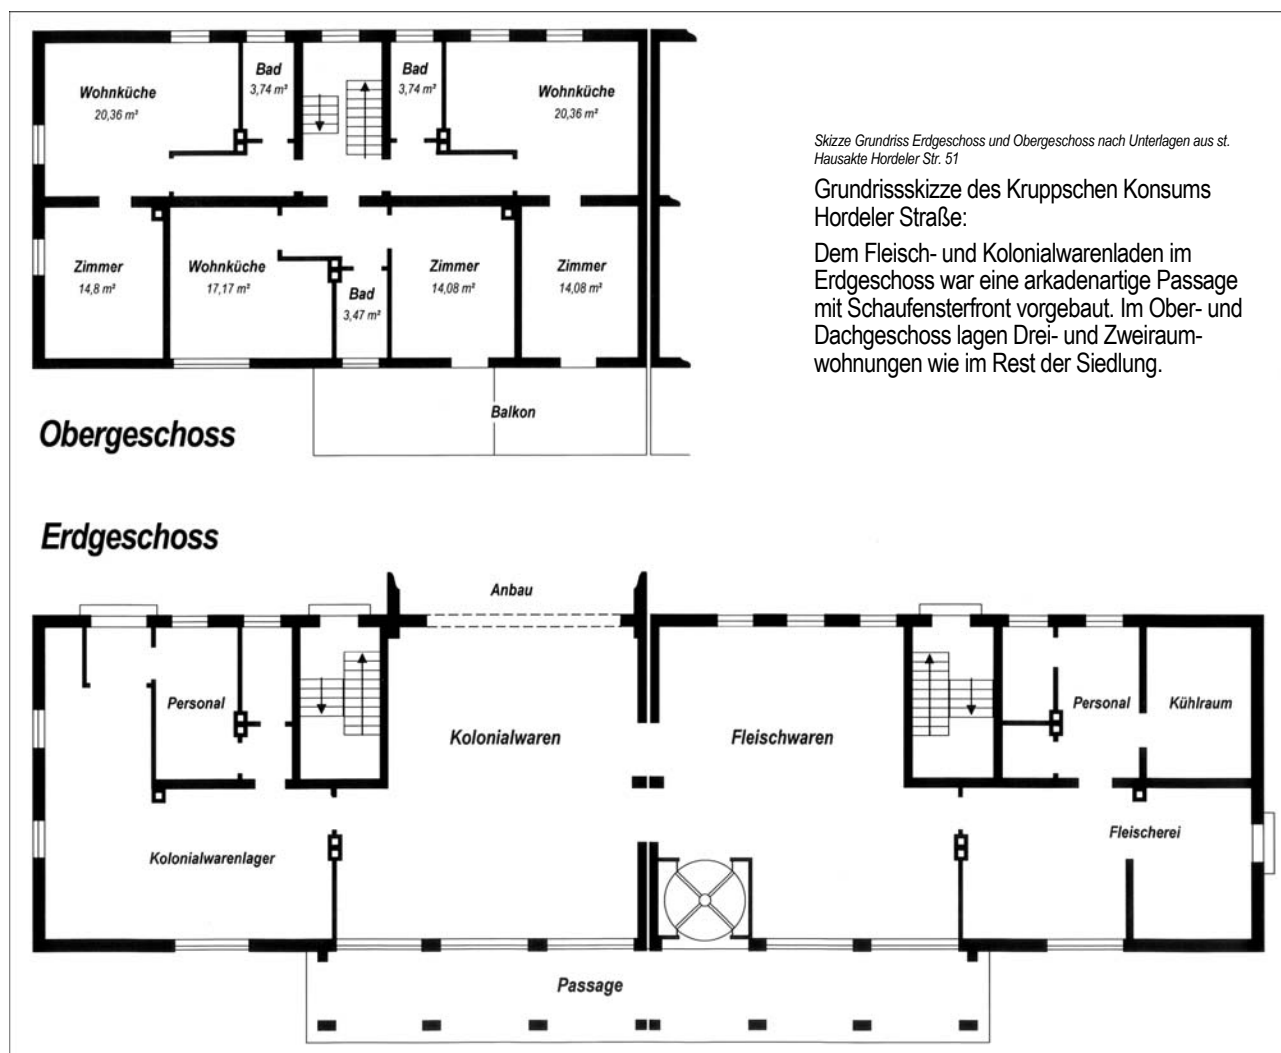 Wohnküche
20,36 m²
Bad
3,74 m²
Bad
3,74 m²
Wohnküche
20,36 m²
Zimmer
14,8 m²
Wohnküche
17,17 m²
Bad
3,47 m²
Zimmer
14,08 m²
Zimmer
14,08 m²
Balkon
Obergeschoss
Skizze Grundriss Erdgeschoss und Obergeschoss nach Unterlagen aus st.
Hausakte Hordeler Str. 51
Grundrissskizze des Kruppschen Konsums
Hordeler Straße:
Dem Fleisch- und Kolonialwarenladen im
Erdgeschoss war eine arkadenartige Passage
mit Schaufensterfront vorgebaut. Im Ober- und
Dachgeschoss lagen Drei- und Zweiraum-
wohnungen wie im Rest der Siedlung.
Erdgeschoss
Anbau
Personal
Kolonialwaren
Fleischwaren
Personal
Kühlraum
Kolonialwarenlager
Fleischerei
Passage